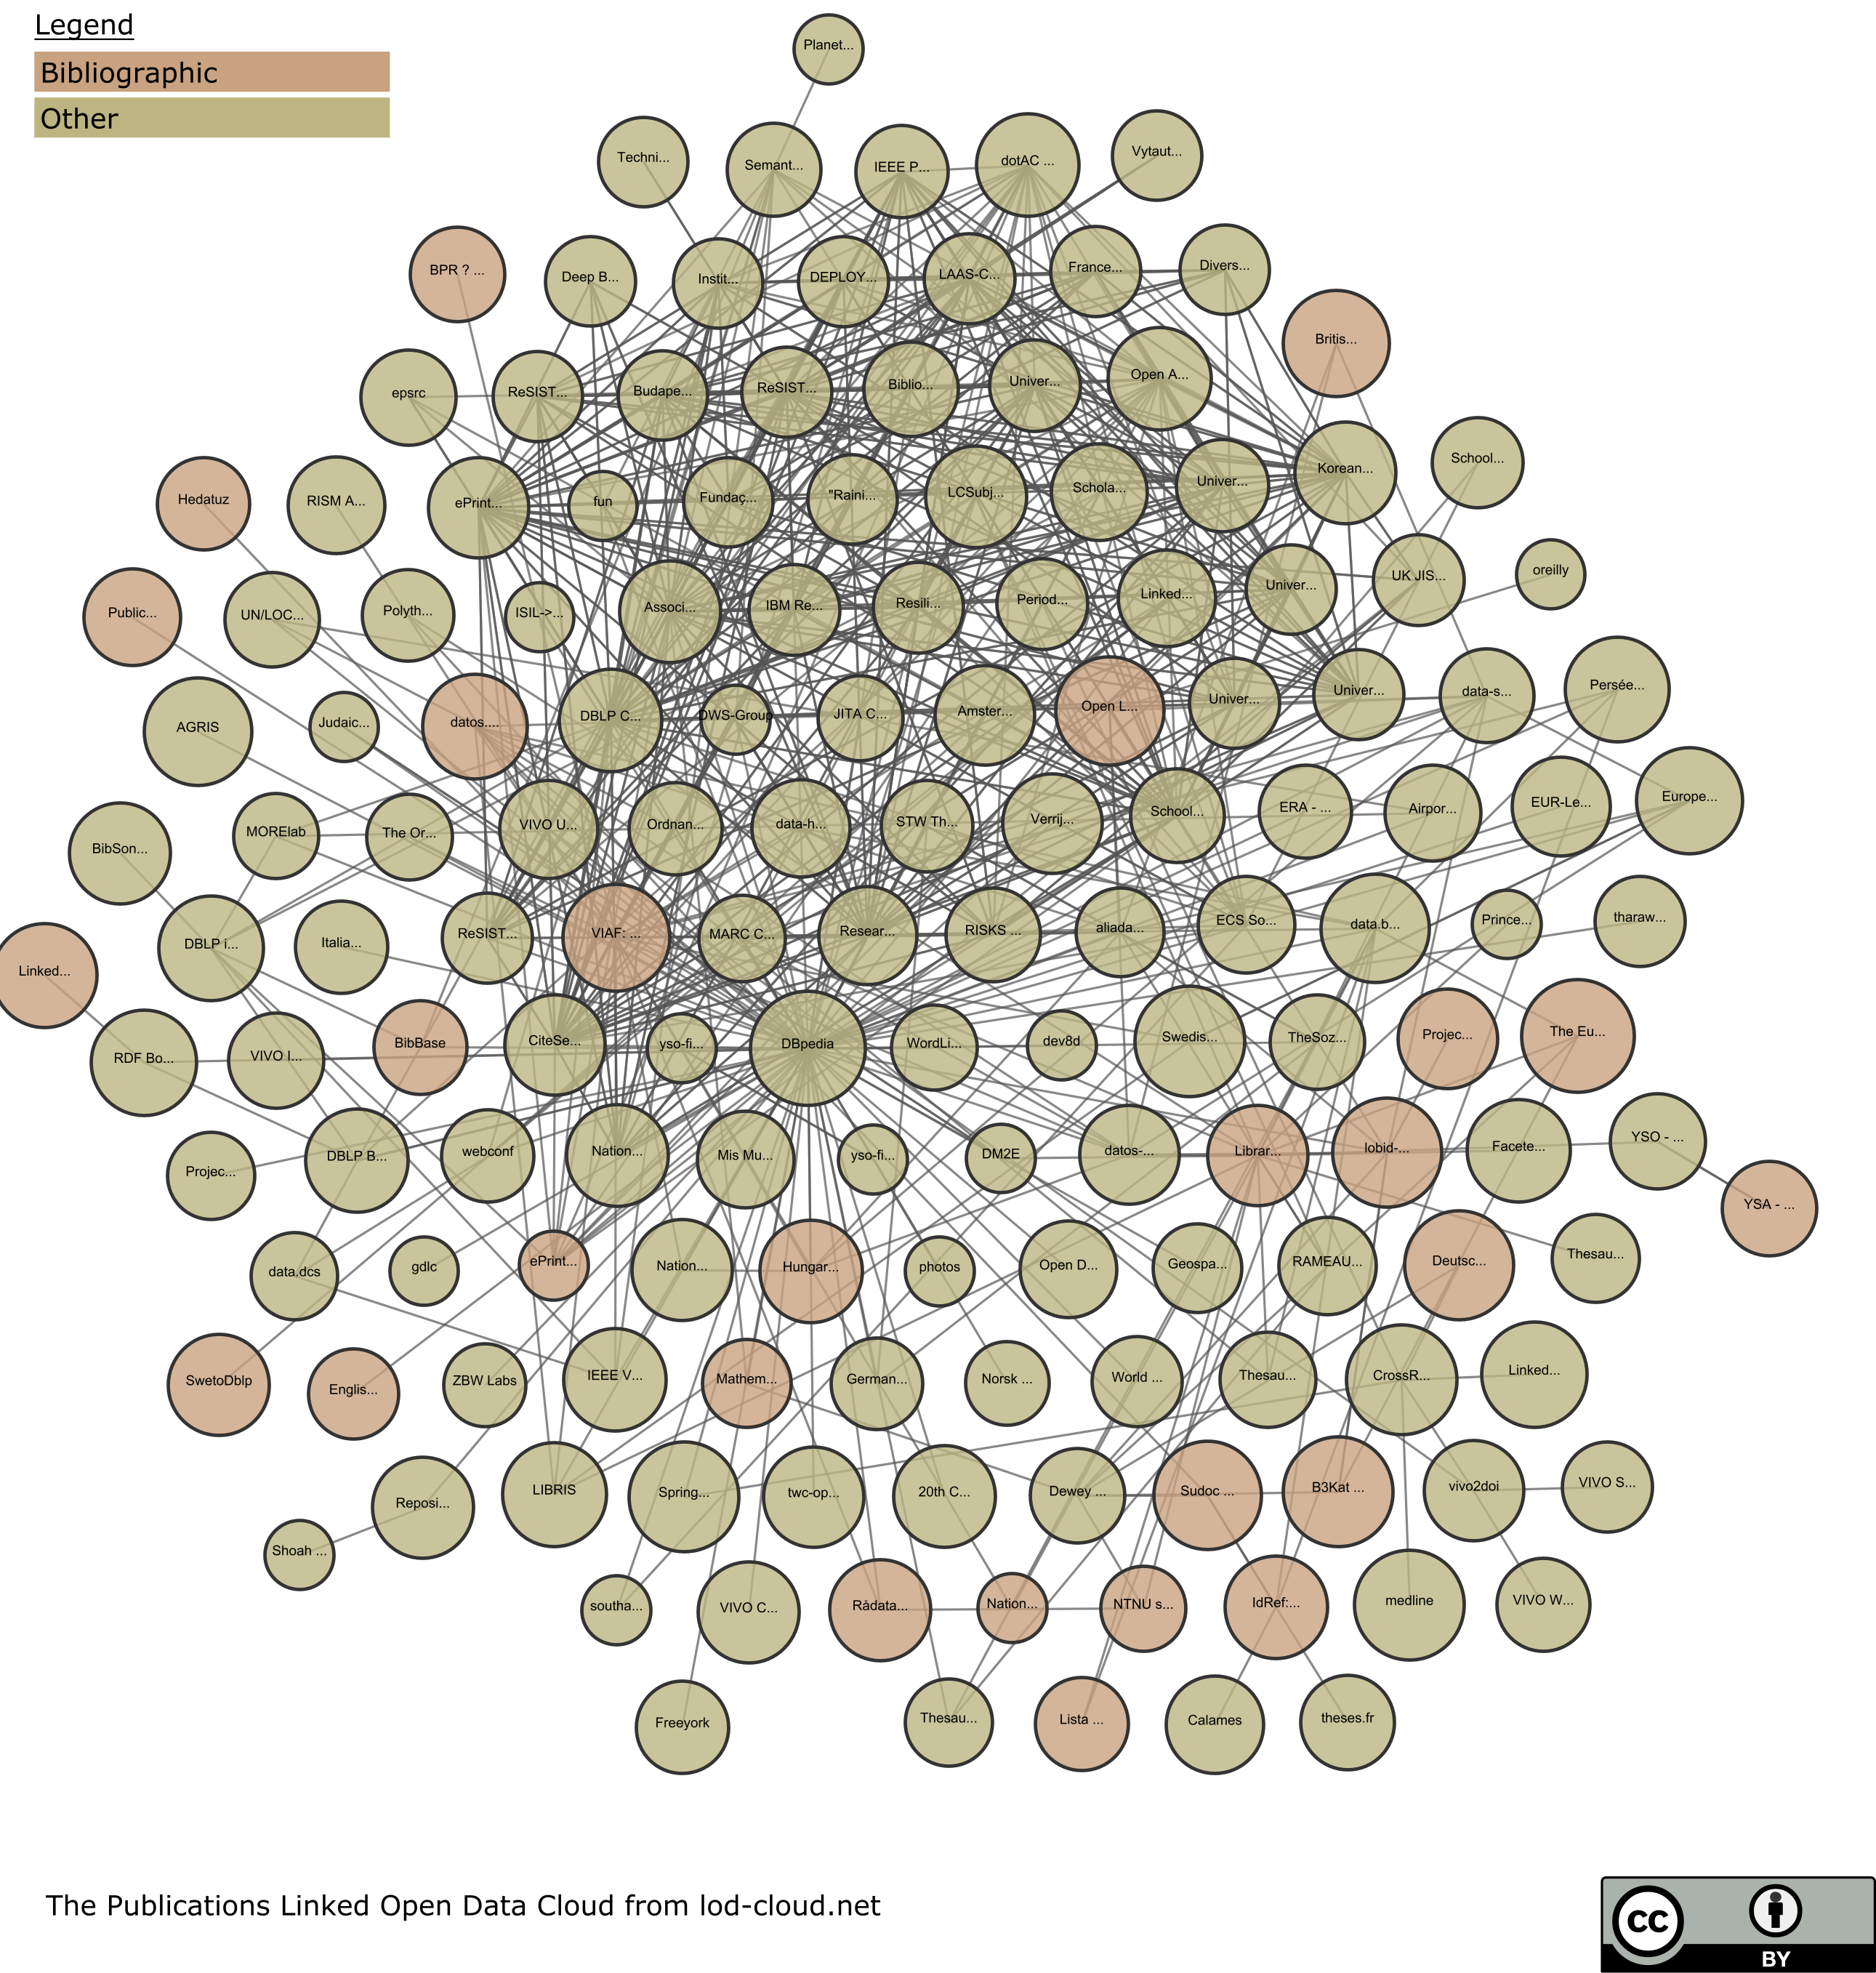 Legend
Bibliographic
Other
Planet...
Techni...
Semant...
IEEE P...
dotAC ...
Vytaut...
BPR ? ...
Deep B...
Instit...
DEPLOY...
LAAS-C...
France...
Divers...
Britis...
epsrc
ReSIST...
Budape...
ReSIST...
Biblio...
Univer...
Open A...
Hedatuz
RISM A...
ePrint...
fun
Fundaç...
"Raini...
LCSubj...
Schola...
Univer...
Korean...
School...
Public...
UN/LOC...
Polyth...
ISIL->...
Associ...
IBM Re...
Resili...
Period...
Linked...
Univer...
UK JIS...
oreilly
AGRIS
Judaic...
datos....
DBLP C...
DWS-Group
JITA C...
Amster...
Open L...
Univer...
Univer...
data-s...
Persée...
BibSon...
MORElab
The Or...
VIVO U...
Ordnan...
data-h...
STW Th...
Verrij...
School...
ERA - ...
Airpor...
EUR-Le...
Europe...
Linked...
DBLP i...
Italia...
ReSIST...
VIAF: ...
MARC C...
Resear...
RISKS ...
aliada...
ECS So...
data.b...
Prince...
tharaw...
RDF Bo...
VIVO I...
BibBase
CiteSe...
yso-fi...
DBpedia
WordLi...
dev8d
Swedis...
TheSoz...
Projec...
The Eu...
Projec...
DBLP B...
webconf
Nation...
Mis Mu...
yso-fi...
DM2E
datos-...
Librar...
lobid-...
Facete...
YSO - ...
YSA - ...
data.dcs
gdlc
ePrint...
Nation...
Hungar...
photos
Open D...
Geospa...
RAMEAU...
Deutsc...
Thesau...
SwetoDblp
Englis...
ZBW Labs
IEEE V...
Mathem...
German...
Norsk ...
World ...
Thesau...
CrossR...
Linked...
Shoah ...
Reposi...
LIBRIS
Spring...
twc-op...
20th C...
Dewey ...
Sudoc ...
B3Kat ...
vivo2doi
VIVO S...
southa...
VIVO C...
Rådata...
Nation...
NTNU s...
IdRef:...
medline
VIVO W...
Freeyork
Thesau...
Lista ...
Calames
theses.fr
The Publications Linked Open Data Cloud from lod-cloud.net
cc
BY